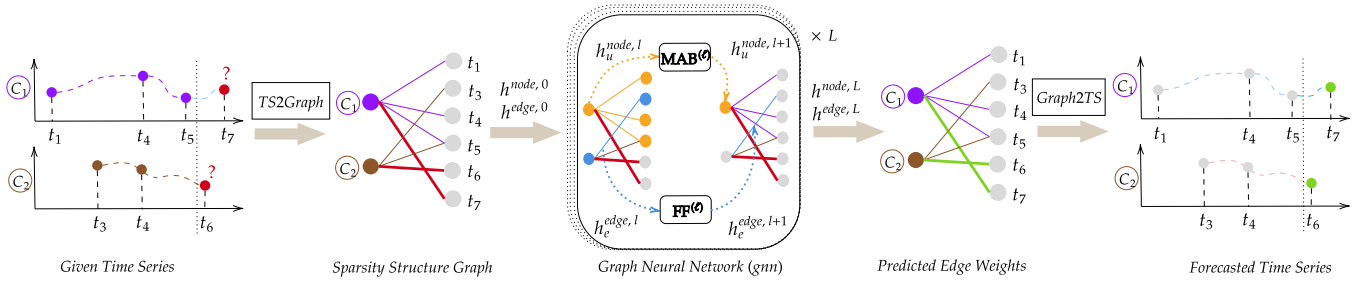 C₁
?
t₁ t₄ t₅ t₇
C₂
?
t₃ t₄ t₆
Given Time Series
TS2Graph
C₁
C₂
t₁
t₃
t₄
t₅
t₆
t₇
Sparsity Structure Graph
h^{node, 0}
h^{edge, 0}
× L
h_u^{node, l}
MAB^{(ℓ)}
h_u^{node, l+1}
h_e^{edge, l}
FF^{(ℓ)}
h_e^{edge, l+1}
Graph Neural Network (gnn)
h^{node, L}
h^{edge, L}
C₁
C₂
t₁
t₃
t₄
t₅
t₆
t₇
Predicted Edge Weights
Graph2TS
C₁
t₁ t₄ t₅ t₇
C₂
t₃ t₄ t₆
Forecasted Time Series